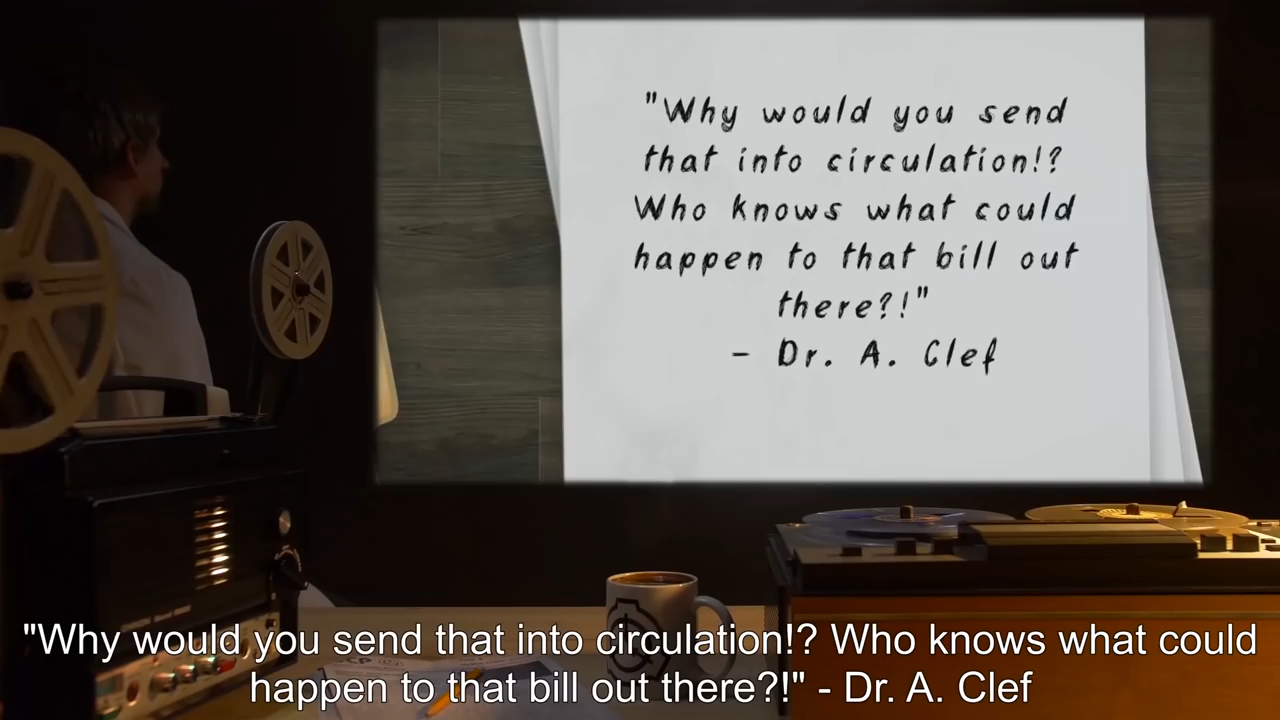 "Why would you send
that into circulation!?
Who knows what could
happen to that bill out
there?!"
- Dr. A. Clef
"Why would you send that into circulation!? Who knows what could
happen to that bill out there?!" - Dr. A. Clef